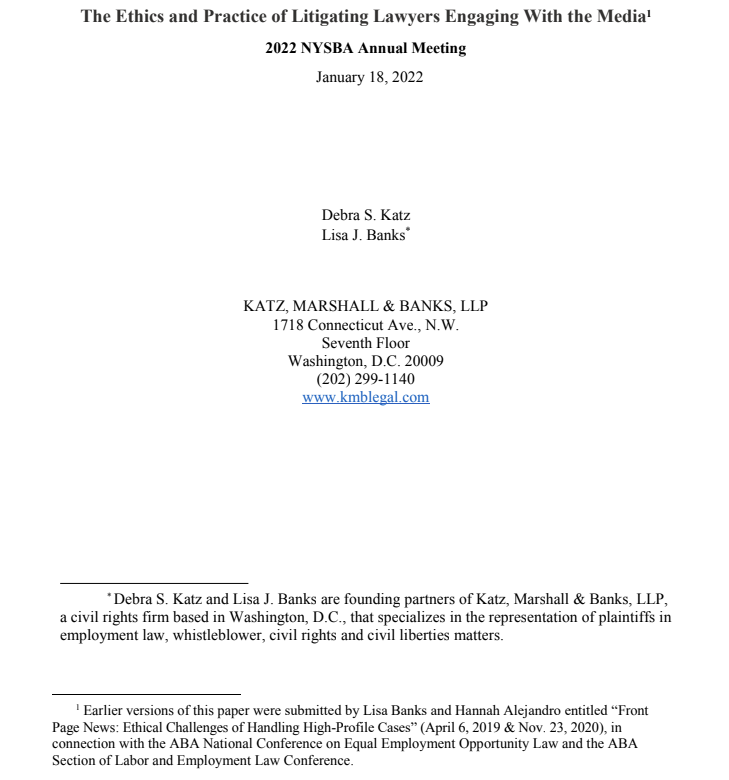 The Ethics and Practice of Litigating Lawyers Engaging With the Media¹
2022 NYSBA Annual Meeting
January 18, 2022
Debra S. Katz
Lisa J. Banks*
KATZ, MARSHALL & BANKS, LLP
1718 Connecticut Ave., N.W.
Seventh Floor
Washington, D.C. 20009
(202) 299-1140
www.kmblegal.com
* Debra S. Katz and Lisa J. Banks are founding partners of Katz, Marshall & Banks, LLP,
a civil rights firm based in Washington, D.C., that specializes in the representation of plaintiffs in
employment law, whistleblower, civil rights and civil liberties matters.
¹ Earlier versions of this paper were submitted by Lisa Banks and Hannah Alejandro entitled “Front
Page News: Ethical Challenges of Handling High-Profile Cases” (April 6, 2019 & Nov. 23, 2020), in
connection with the ABA National Conference on Equal Employment Opportunity Law and the ABA
Section of Labor and Employment Law Conference.